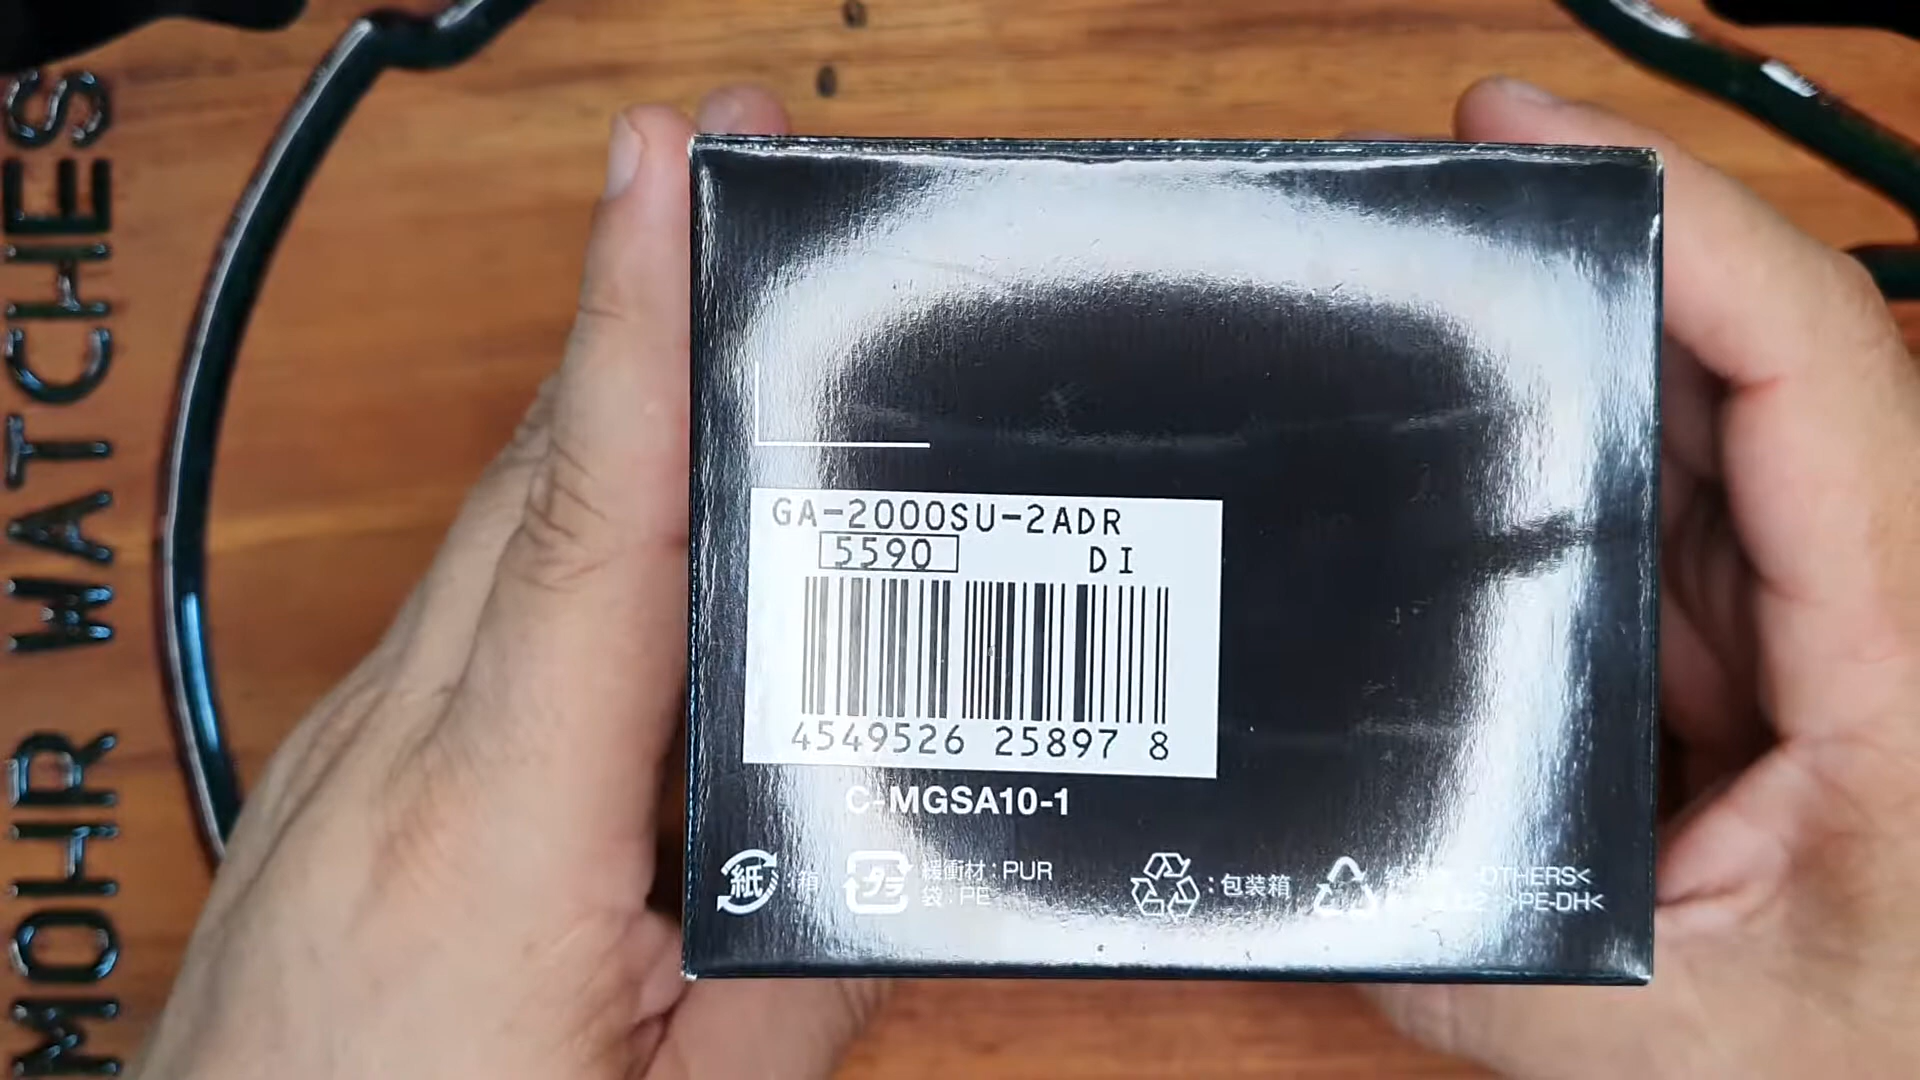 MOHR WATCHES
GA-2000SU-2ADR
5590 DI
4549526 25897 8
C-MGSA10-1
紙 :箱
プラ 緩衝材:PUR
袋:PE
:包装箱
OTHERS<
>PE-DH<